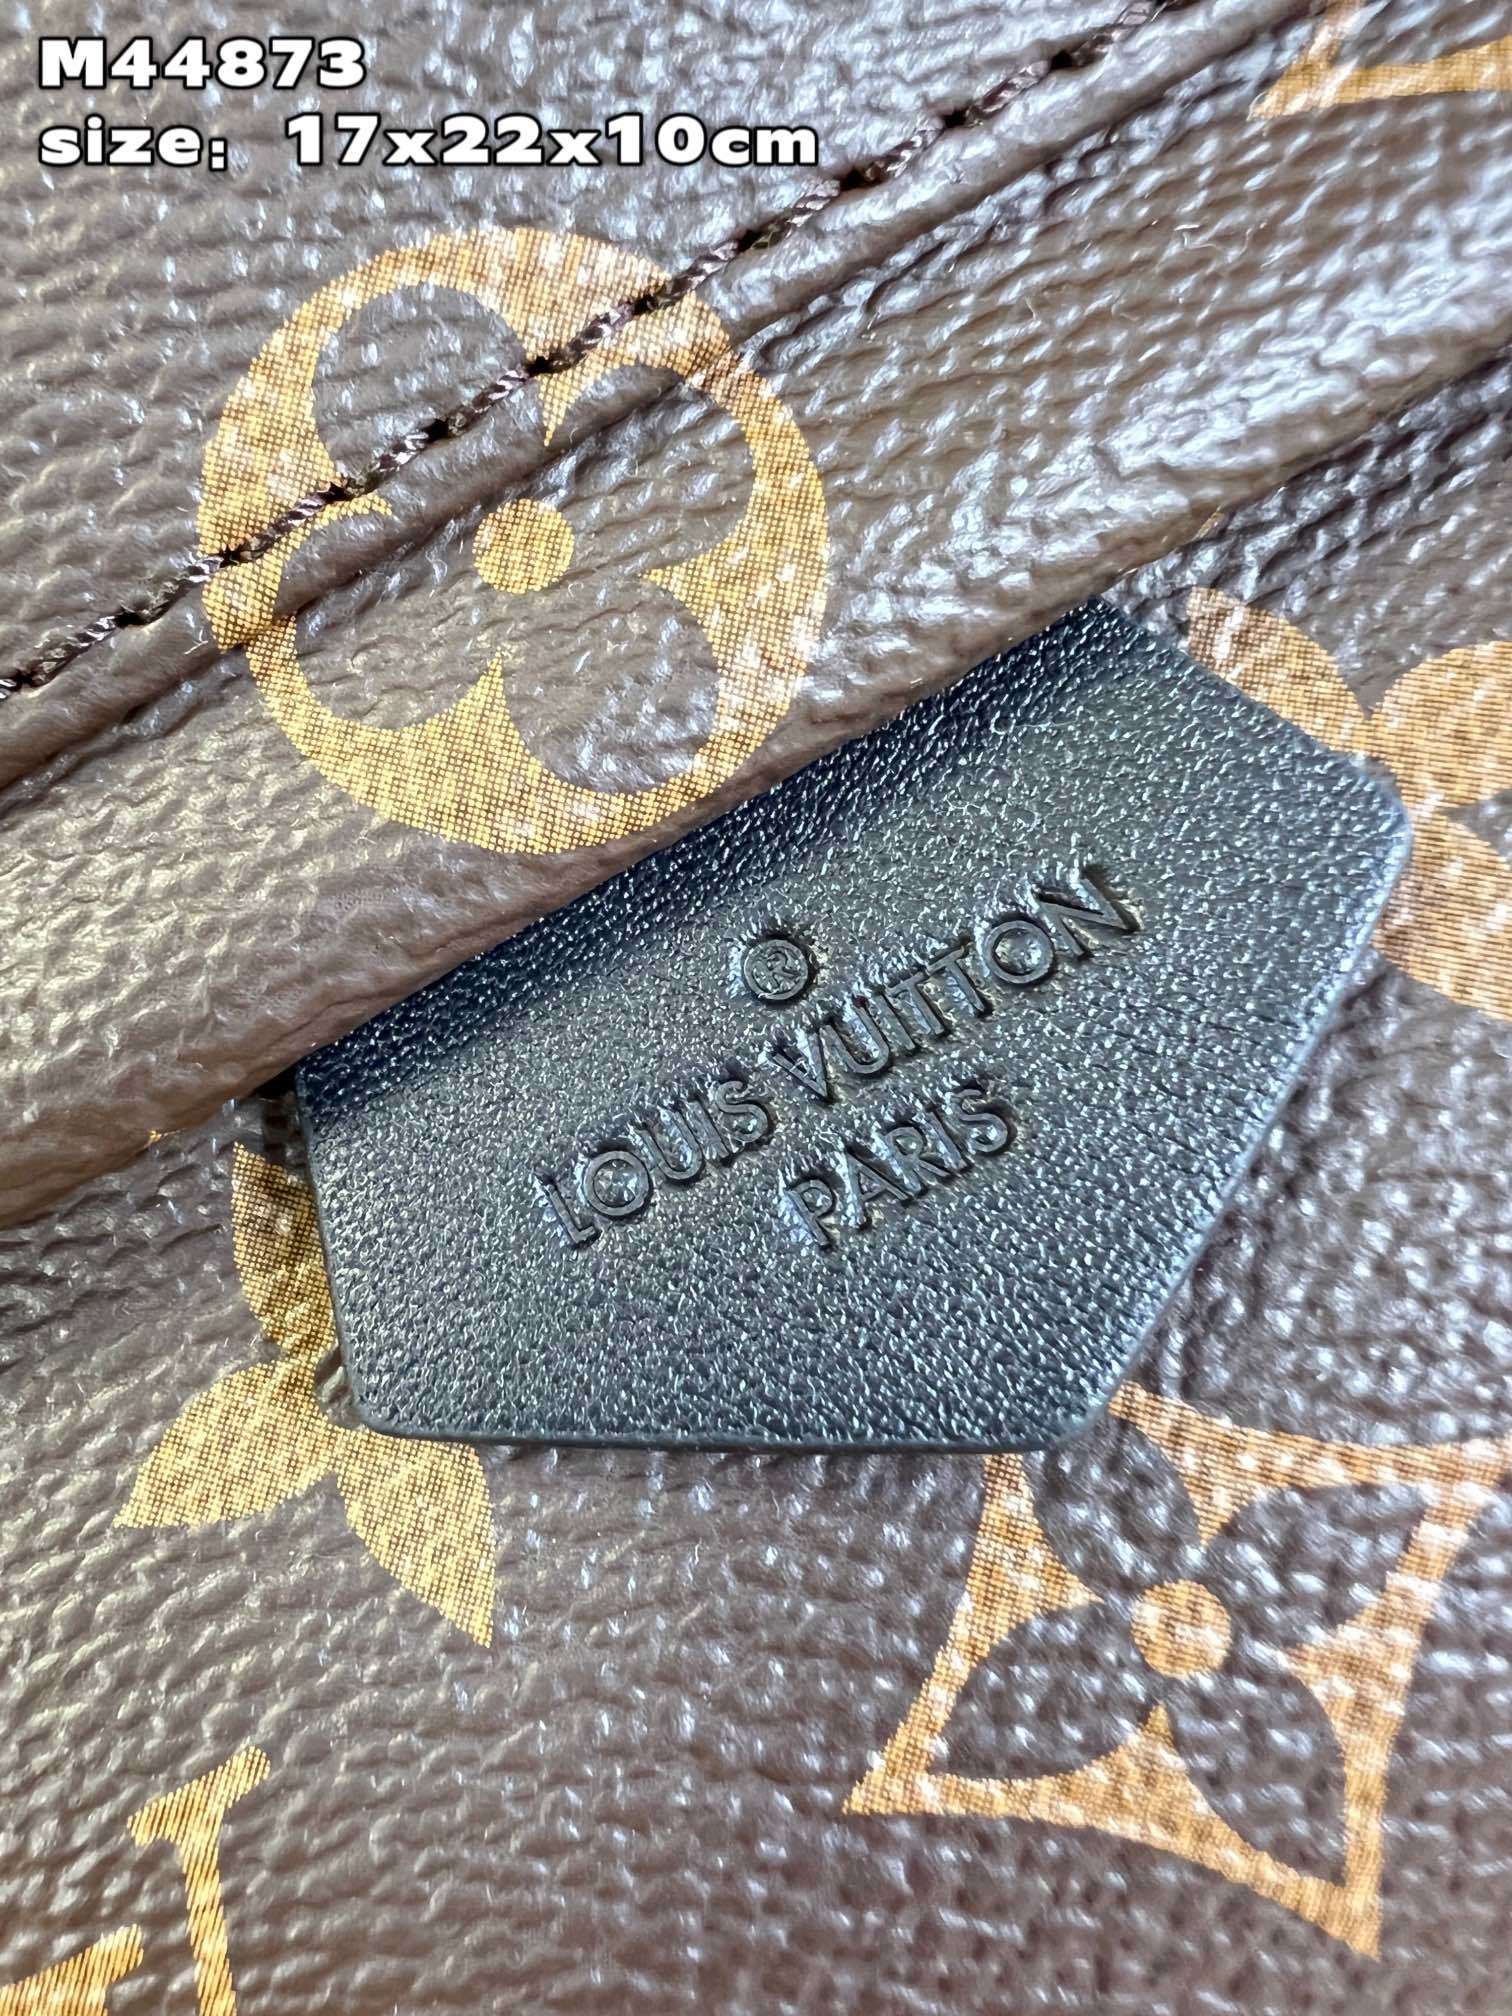 M44873
size：17x22x10cm
®
LOUIS VUITTON
PARIS